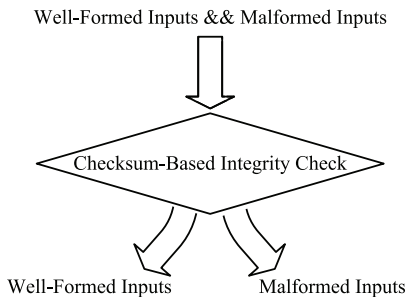 Well-Formed Inputs && Malformed Inputs
Checksum-Based Integrity Check
Well-Formed Inputs
Malformed Inputs